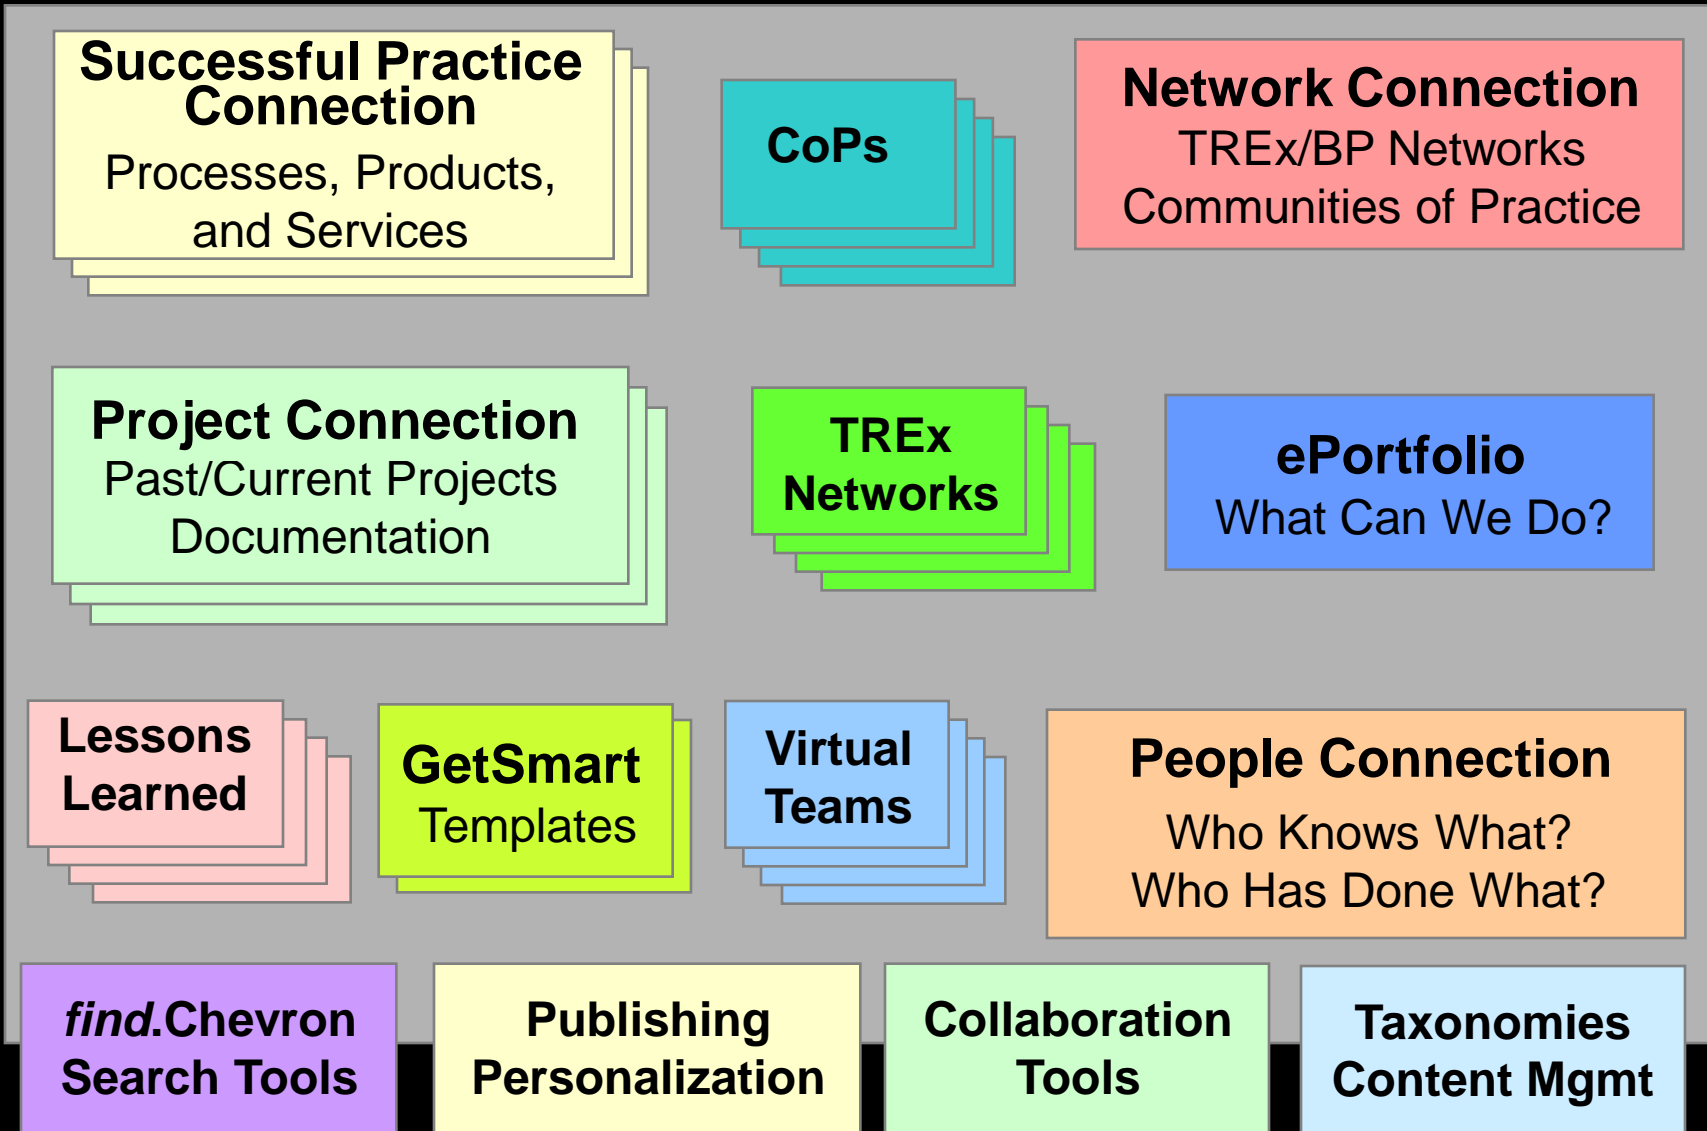 Successful Practice
Connection
Processes, Products,
and Services
CoPs
Network Connection
TREx/BP Networks
Communities of Practice
Project Connection
Past/Current Projects
Documentation
TREx
Networks
ePortfolio
What Can We Do?
Lessons
Learned
GetSmart
Templates
Virtual
Teams
People Connection
Who Knows What?
Who Has Done What?
find.Chevron
Search Tools
Publishing
Personalization
Collaboration
Tools
Taxonomies
Content Mgmt